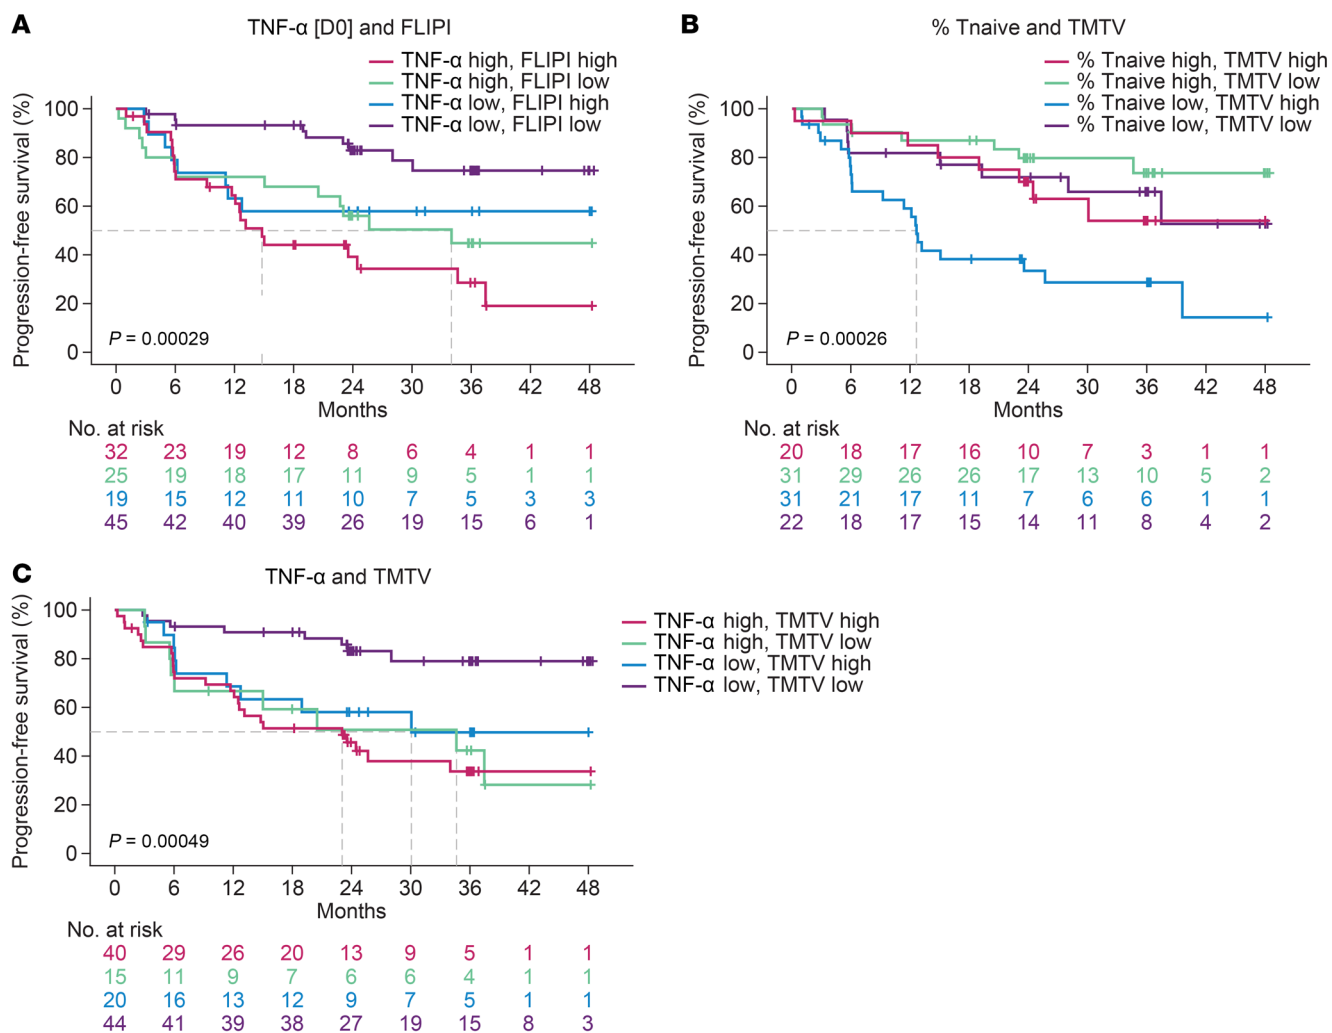 A
TNF-α [D0] and FLIPI
TNF-α high, FLIPI high
TNF-α high, FLIPI low
TNF-α low, FLIPI high
TNF-α low, FLIPI low
Progression-free survival (%)
100
80
60
40
20
0
P = 0.00029
0 6 12 18 24 30 36 42 48
Months
No. at risk
32 23 19 12 8 6 4 1 1
25 19 18 17 11 9 5 1 1
19 15 12 11 10 7 5 3 3
45 42 40 39 26 19 15 6 1
B
% Tnaive and TMTV
% Tnaive high, TMTV high
% Tnaive high, TMTV low
% Tnaive low, TMTV high
% Tnaive low, TMTV low
Progression-free survival (%)
100
80
60
40
20
0
P = 0.00026
0 6 12 18 24 30 36 42 48
Months
No. at risk
20 18 17 16 10 7 3 1 1
31 29 26 26 17 13 10 5 2
31 21 17 11 7 6 6 1 1
22 18 17 15 14 11 8 4 2
C
TNF-α and TMTV
TNF-α high, TMTV high
TNF-α high, TMTV low
TNF-α low, TMTV high
TNF-α low, TMTV low
Progression-free survival (%)
100
80
60
40
20
0
P = 0.00049
0 6 12 18 24 30 36 42 48
Months
No. at risk
40 29 26 20 13 9 5 1 1
15 11 9 7 6 6 4 1 1
20 16 13 12 9 7 5 1 1
44 41 39 38 27 19 15 8 3